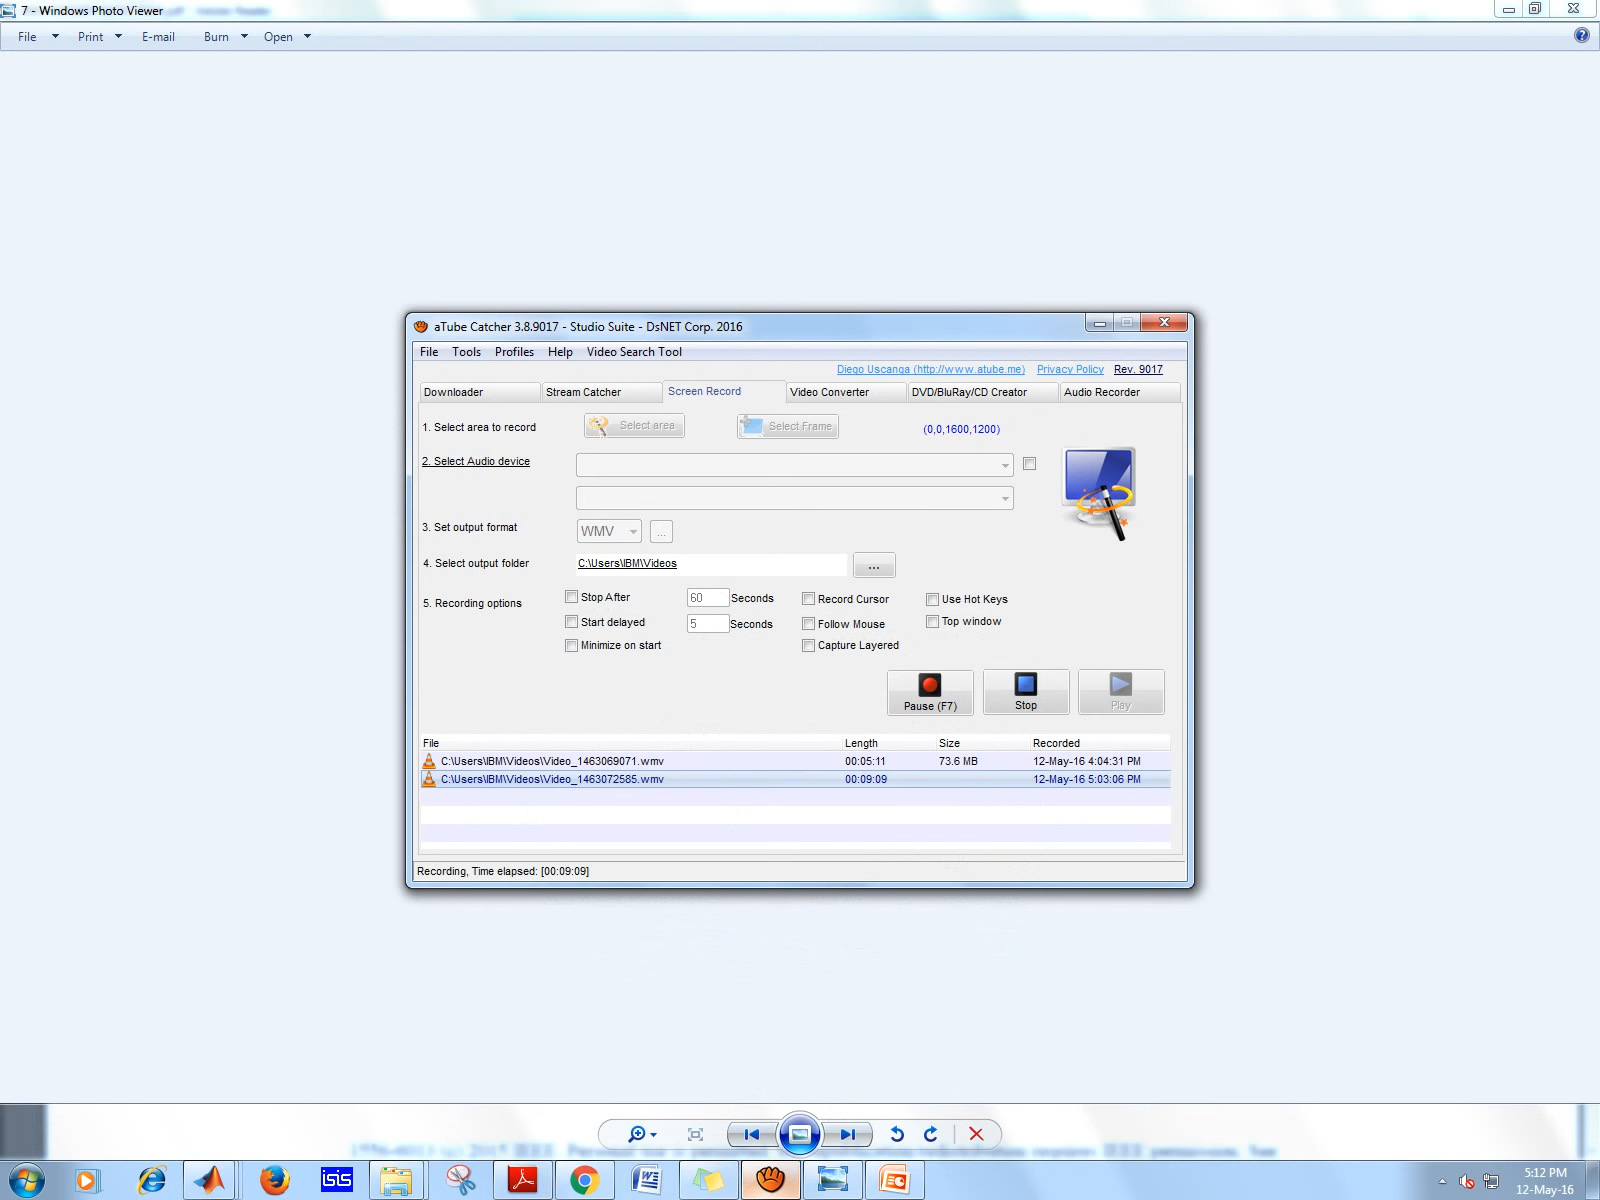 7 - Windows Photo Viewer
File Print E-mail Burn Open
aTube Catcher 3.8.9017 - Studio Suite - DsNET Corp. 2016
File Tools Profiles Help Video Search Tool
Diego Uscanga (http://www.atube.me) Privacy Policy Rev. 9017
Downloader Stream Catcher Screen Record Video Converter DVD/BluRay/CD Creator Audio Recorder
1. Select area to record Select area Select Frame (0,0,1600,1200)
2. Select Audio device
3. Set output format WMV ...
4. Select output folder C:\Users\IBM\Videos ...
5. Recording options
Stop After 60 Seconds Record Cursor Use Hot Keys
Start delayed 5 Seconds Follow Mouse Top window
Minimize on start Capture Layered
Pause (F7) Stop Play
File Length Size Recorded
C:\Users\IBM\Videos\Video_1463069071.wmv 00:05:11 73.6 MB 12-May-16 4:04:31 PM
C:\Users\IBM\Videos\Video_1463072585.wmv 00:09:09 12-May-16 5:03:06 PM
Recording, Time elapsed: [00:09:09]
isis
5:12 PM
12-May-16